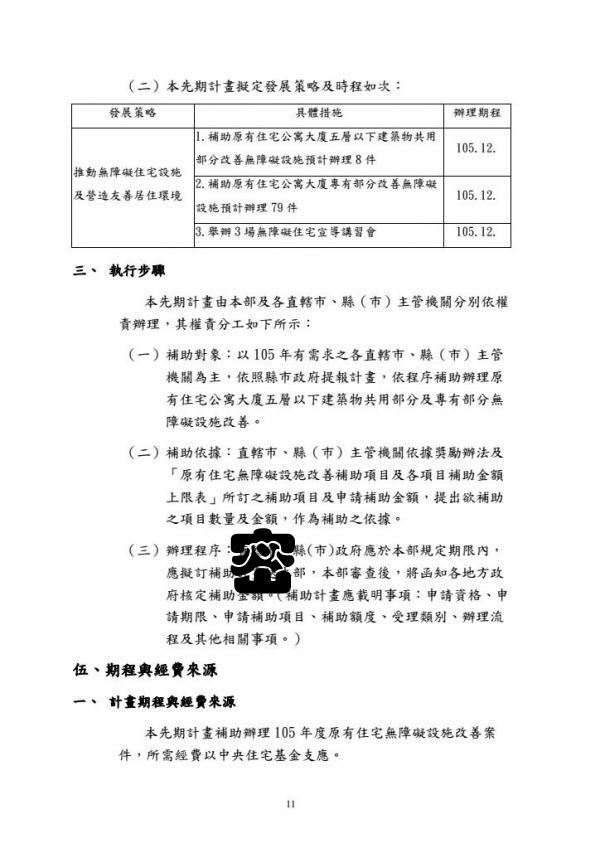 （二）本先期計畫擬定發展策略及時程如次：
發展策略 具體措施 辦理期程
推動無障礙住宅設施
及營造友善居住環境
1.補助原有住宅公寓大廈五層以下建築物共用
部分改善無障礙設施預計辦理 8 件
105.12.
2.補助原有住宅公寓大廈專有部分改善無障礙
設施預計辦理 79 件
105.12.
3.舉辦 3 場無障礙住宅宣導講習會 105.12.
三、 執行步驟
本先期計畫由本部及各直轄市、縣（市）主管機關分別依權
責辦理，其權責分工如下所示：
（一）補助對象：以 105 年有需求之各直轄市、縣（市）主管
機關為主，依照縣市政府提報計畫，依程序補助辦理原
有住宅公寓大廈五層以下建築物共用部分及專有部分無
障礙設施改善。
（二）補助依據：直轄市、縣（市）主管機關依據獎勵辦法及
「原有住宅無障礙設施改善補助項目及各項目補助金額
上限表」所訂之補助項目及申請補助金額，提出欲補助
之項目數量及金額，作為補助之依據。
（三）辦理程序：縣(市)政府應於本部規定期限內，
應擬訂補助部，本部審查後，將函知各地方政
府核定補助金額。(補助計畫應載明事項：申請資格、申
請期限、申請補助項目、補助額度、受理類別、辦理流
程及其他相關事項。)
伍、期程與經費來源
一、 計畫期程與經費來源
本先期計畫補助辦理 105 年度原有住宅無障礙設施改善案
件，所需經費以中央住宅基金支應。
11